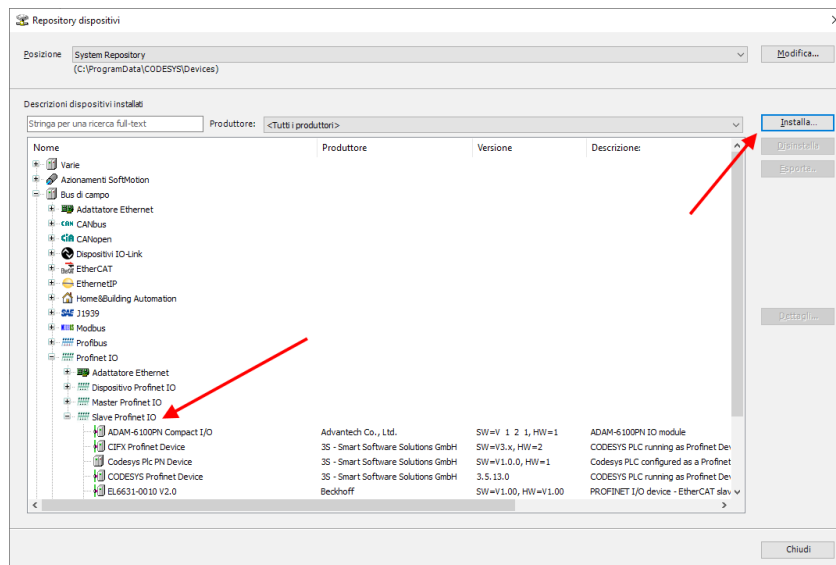 Repository dispositivi
Posizione System Repository Modifica...
(C:\ProgramData\CODESYS\Devices)
Descrizioni dispositivi installati
Stringa per una ricerca full-text Produttore: <Tutti i produttori> Installa...
Nome Produttore Versione Descrizione: Disinstalla
Varie
Azionamenti SoftMotion Esporta...
Bus di campo
Adattatore Ethernet
CAN CANbus
CiA CANopen
Dispositivi IO-Link
EtherCAT
EthernetIP
Home&Building Automation
SAE J1939
Modbus Dettagli...
Profibus
Profinet IO
Adattatore Ethernet
Dispositivo Profinet IO
Master Profinet IO
Slave Profinet IO
ADAM-6100PN Compact I/O Advantech Co., Ltd. SW=V 1 2 1, HW=1 ADAM-6100PN IO module
CIFX Profinet Device 3S - Smart Software Solutions GmbH SW=V3.x, HW=2 CODESYS PLC running as Profinet Dev
Codesys Plc PN Device 3S - Smart Software Solutions GmbH SW=V1.0.0, HW=1 Codesys PLC configured as a Profinet
CODESYS Profinet Device 3S - Smart Software Solutions GmbH 3.5.13.0 CODESYS PLC running as Profinet Dev
EL6631-0010 V2.0 Beckhoff SW=V1.00, HW=V1.00 PROFINET I/O device - EtherCAT slav
Chiudi